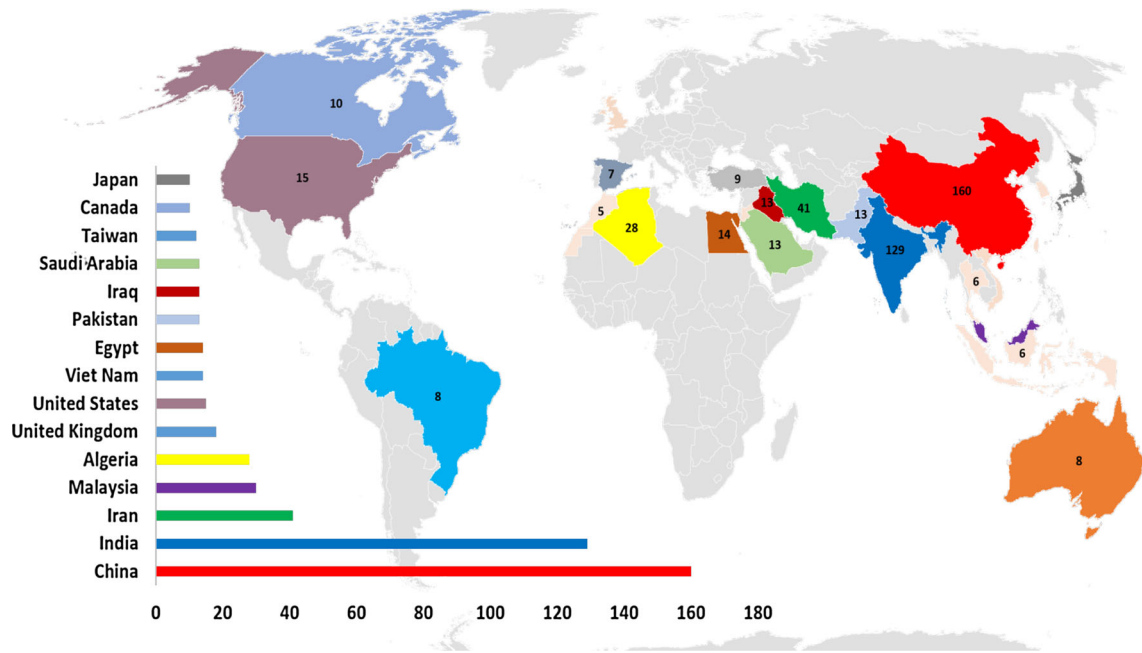 10
15
Japan
Canada
Taiwan
Saudi Arabia
Iraq
Pakistan
Egypt
Viet Nam
United States
United Kingdom
Algeria
Malaysia
Iran
India
China
0 20 40 60 80 100 120 140 160 180
7
9
5
28
14
13
13
41
13
160
129
6
6
8
8